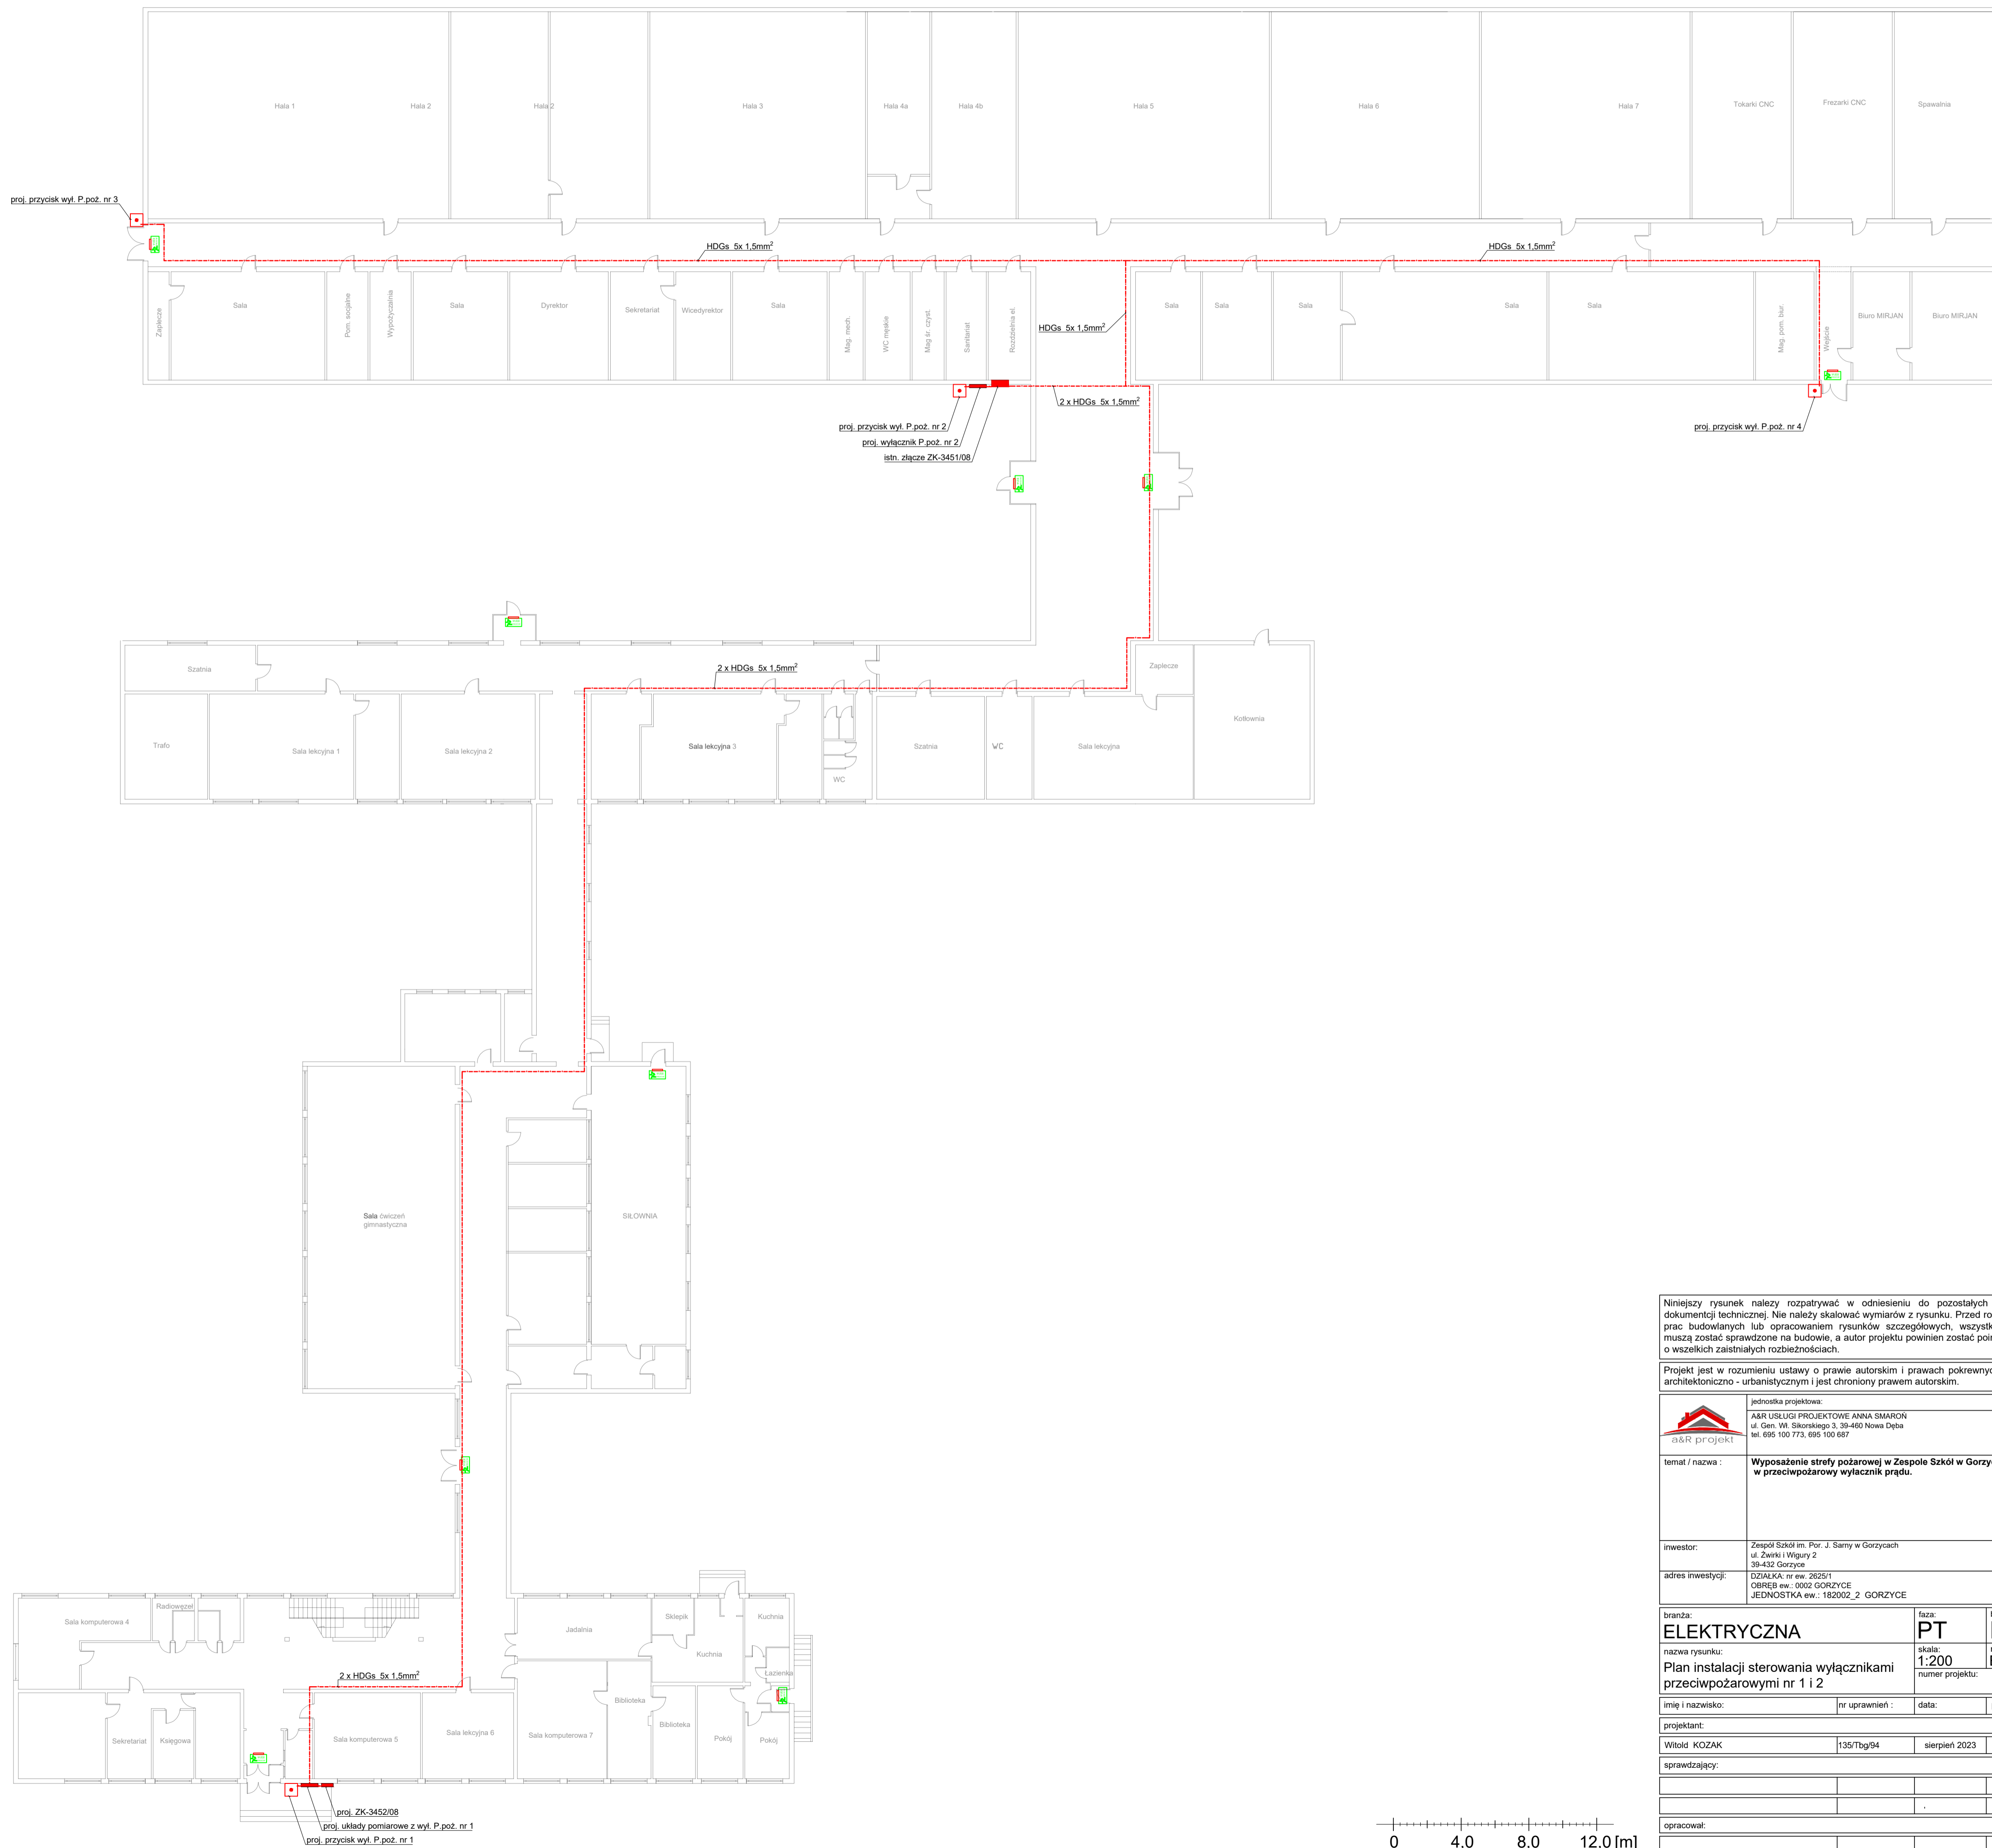 Hala 1
Hala 2
Hala 2
Hala 3
Hala 4a
Hala 4b
Hala 5
Hala 6
Hala 7
Tokarki CNC
Frezarki CNC
Spawalnia
proj. przycisk wył. P.poż. nr 3
HDGs 5x 1,5mm²
HDGs 5x 1,5mm²
Zaplecze
Sala
Pom. socjalne
Wypożyczalnia
Sala
Dyrektor
Sekretariat
Wicedyrektor
Sala
Mag. mech.
WC męskie
Mag śr. czyst.
Sanitariat
Rozdzielnia el.
HDGs 5x 1,5mm²
Sala
Sala
Sala
Sala
Sala
Mag. pom. biur.
Wejście
Biuro MIRJAN
Biuro MIRJAN
2 x HDGs 5x 1,5mm²
proj. przycisk wył. P.poż. nr 2
proj. wyłącznik P.poż. nr 2
istn. złącze ZK-3451/08
proj. przycisk wył. P.poż. nr 4
Szatnia
2 x HDGs 5x 1,5mm²
Zaplecze
Trafo
Sala lekcyjna 1
Sala lekcyjna 2
Sala lekcyjna 3
WC
Szatnia
WC
Sala lekcyjna
Kotłownia
Sala ćwiczeń
gimnastyczna
SIŁOWNIA
Sala komputerowa 4
Radiowęzeł
Jadalnia
Sklepik
Kuchnia
Kuchnia
Łazienka
2 x HDGs 5x 1,5mm²
Sekretariat
Księgowa
Sala komputerowa 5
Sala lekcyjna 6
Sala komputerowa 7
Biblioteka
Biblioteka
Pokój
Pokój
proj. ZK-3452/08
proj. układy pomiarowe z wył. P.poż. nr 1
proj. przycisk wył. P.poż. nr 1
0 4.0 8.0 12.0 [m]
Niniejszy rysunek nalezy rozpatrywać w odniesieniu do pozostałych
dokumentcji technicznej. Nie należy skalować wymiarów z rysunku. Przed ro
prac budowlanych lub opracowaniem rysunków szczegółowych, wszystk
muszą zostać sprawdzone na budowie, a autor projektu powinien zostać poi
o wszelkich zaistniałych rozbieżnościach.
Projekt jest w rozumieniu ustawy o prawie autorskim i prawach pokrewnyc
architektoniczno - urbanistycznym i jest chroniony prawem autorskim.
a&R projekt
jednostka projektowa:
A&R USŁUGI PROJEKTOWE ANNA SMAROŃ
ul. Gen. Wł. Sikorskiego 3, 39-460 Nowa Dęba
tel. 695 100 773, 695 100 687
temat / nazwa :
Wyposażenie strefy pożarowej w Zespole Szkół w Gorzy
w przeciwpożarowy wyłacznik prądu.
inwestor:
Zespół Szkół im. Por. J. Sarny w Gorzycach
ul. Żwirki i Wigury 2
39-432 Gorzyce
adres inwestycji:
DZIAŁKA: nr ew. 2625/1
OBRĘB ew.: 0002 GORZYCE
JEDNOSTKA ew.: 182002_2 GORZYCE
branża:
ELEKTRYCZNA
faza:
PT
nazwa rysunku:
Plan instalacji sterowania wyłącznikami
przeciwpożarowymi nr 1 i 2
skala:
1:200
numer projektu:
imię i nazwisko: nr uprawnień : data:
projektant:
Witold KOZAK 135/Tbg/94 sierpień 2023
sprawdzający:
opracował: